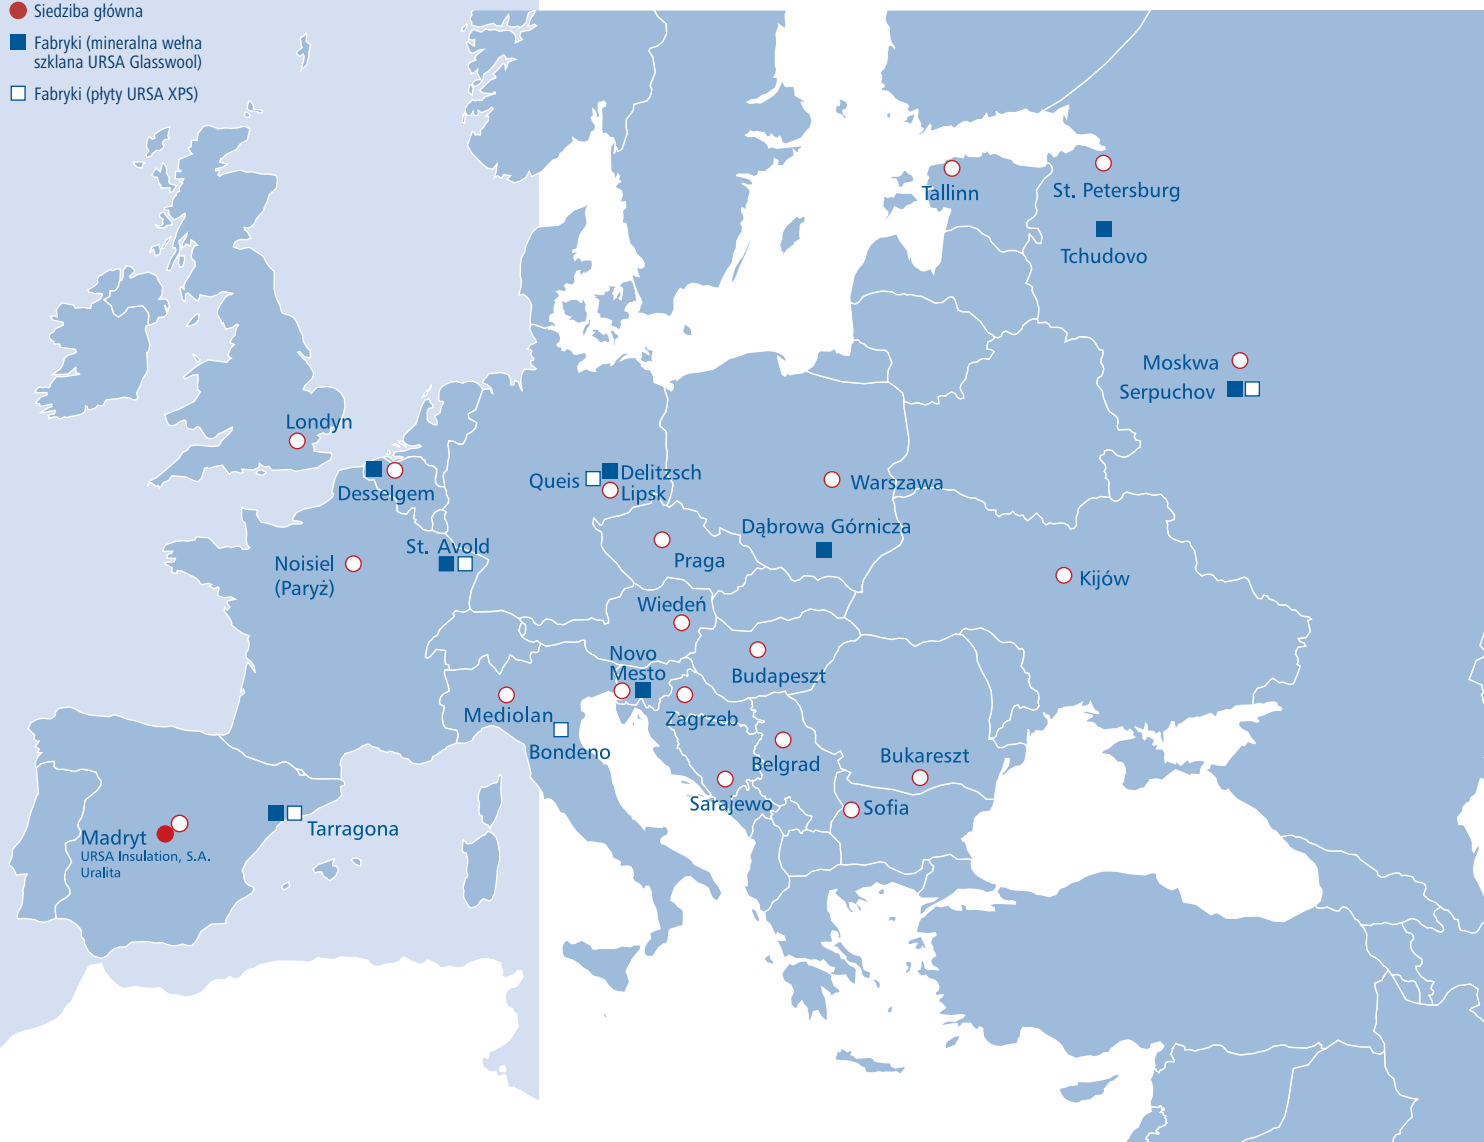 Siedziba główna
Fabryki (mineralna wełna
szklana URSA Glasswool)
Fabryki (płyty URSA XPS)
Tallinn
St. Petersburg
Tchudovo
Moskwa
Serpuchov
Londyn
Desselgem
Queis
Delitzsch
Lipsk
Warszawa
Dąbrowa Górnicza
St. Avold
Noisiel
(Paryż)
Praga
Kijów
Wiedeń
Novo
Mesto
Budapeszt
Mediolan
Zagrzeb
Bondeno
Belgrad
Bukareszt
Sarajewo
Sofia
Madryt
URSA Insulation, S.A.
Uralita
Tarragona